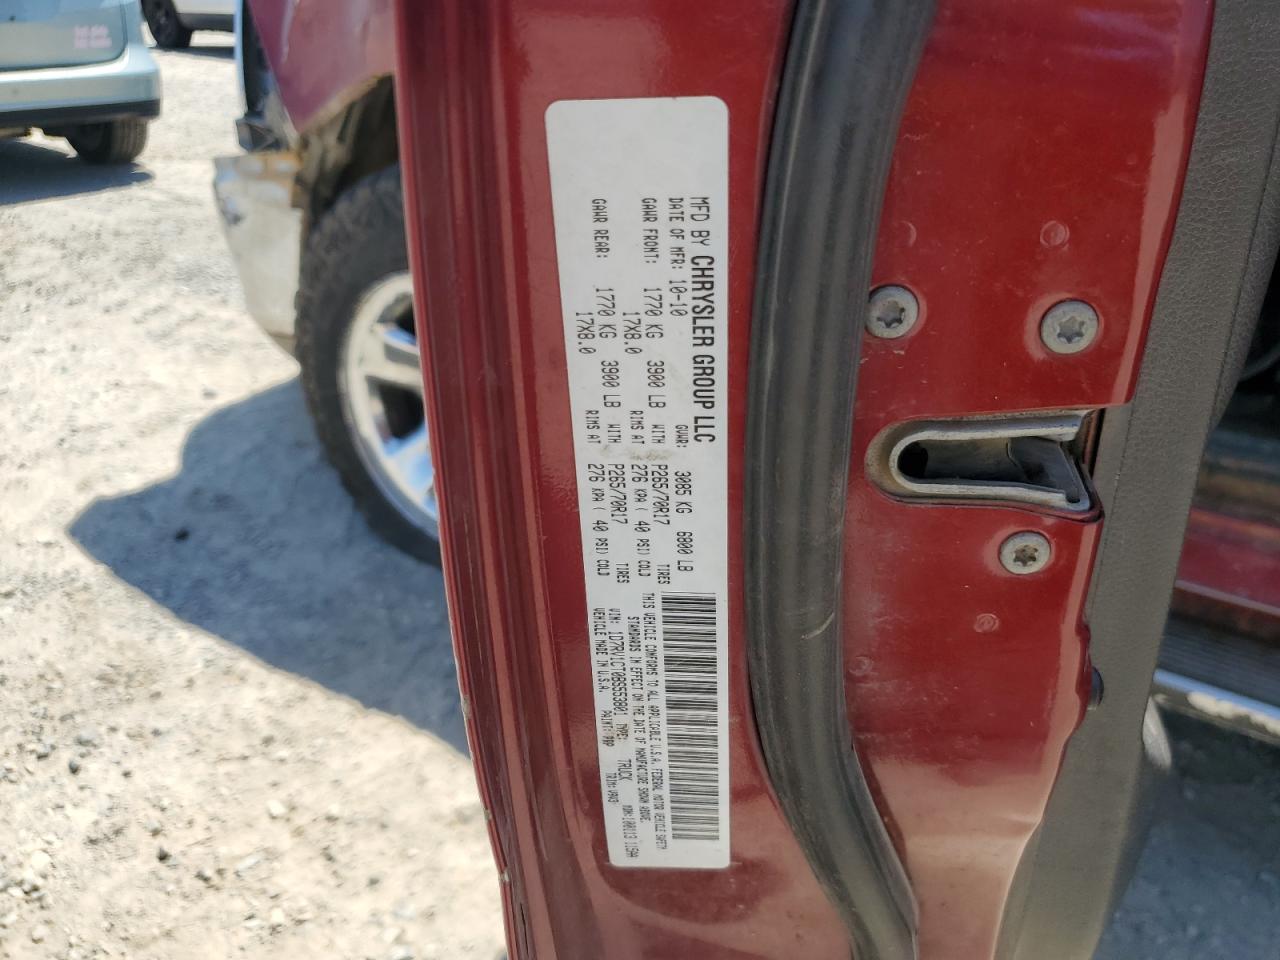 MFD BY CHRYSLER GROUP LLC
DATE OF MFR: 10-10 GVWR: 3085 KG 6800 LB
GAWR FRONT: 1770 KG 3900 LB WITH P265/70R17 TIRES
17X8.0 RIMS AT 276 KPA( 40 PSI) COLD
GAWR REAR: 1770 KG 3900 LB WITH P265/70R17 TIRES
17X8.0 RIMS AT 276 KPA( 40 PSI) COLD
THIS VEHICLE CONFORMS TO ALL APPLICABLE U.S.A. FEDERAL MOTOR VEHICLE SAFETY
STANDARDS IN EFFECT ON THE DATE OF MANUFACTURE SHOWN ABOVE.
VIN: 1D7RV1CT0BS553801 TYPE: TRUCK
VEHICLE MADE IN U.S.A. PAINT: PRP